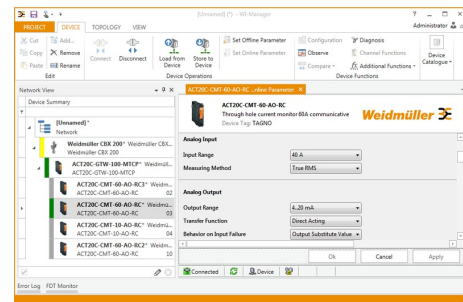 [Unnamed] (*) - WI-Manager
PROJECT DEVICE TOPOLOGY VIEW Administrator
Cut Add... Set Offline Parameter Configuration Diagnosis
Copy Remove Connect Disconnect Load from Device Store to Device Set Online Parameter Observe Channel Functions Device Catalogue
Paste Rename Compare Additional Functions
Edit Device Operations Device Functions
Network View
Device Summary
[Unnamed]*
Network
Weidmüller CBX 200* Weidmüller CBX...
Weidmüller CBX 200
ACT20C-GTW-100-MTCP* Weidmül...
ACT20C-GTW-100-MTCP
ACT20C-CMT-60-AO-RC3* Weidm...
ACT20C-CMT-60-AO-RC 02
ACT20C-CMT-60-AO-RC* Weidmü...
ACT20C-CMT-60-AO-RC 03
ACT20C-CMT-10-AO-RC* Weidmü...
ACT20C-CMT-10-AO-RC 04
ACT20C-CMT-60-AO-RC2* Weidm...
ACT20C-CMT-60-AO-RC 10
Error Log FDT Monitor
ACT20C-CMT-60-AO-RC ...nline Parameter
ACT20C-CMT-60-AO-RC
Through hole current monitor 60A communicative
Device Tag: TAGNO
Weidmüller
Analog Input
Input Range 40 A
Measuring Method True RMS
Analog Output
Output Range 4..20 mA
Transfer Function Direct Acting
Behavior on Input Failure Output Substitute Value
Ok Cancel Apply
Connected Device